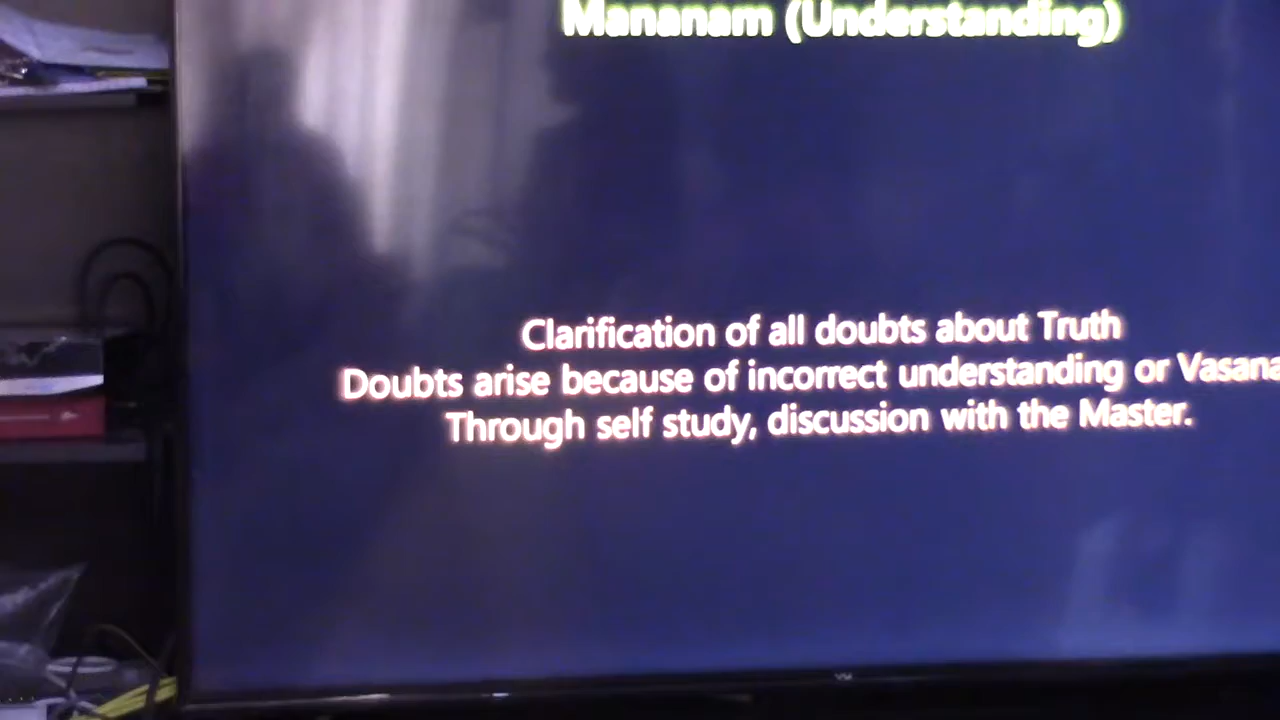 Mananam (Understanding)
Clarification of all doubts about Truth
Doubts arise because of incorrect understanding or Vasana
Through self study, discussion with the Master.